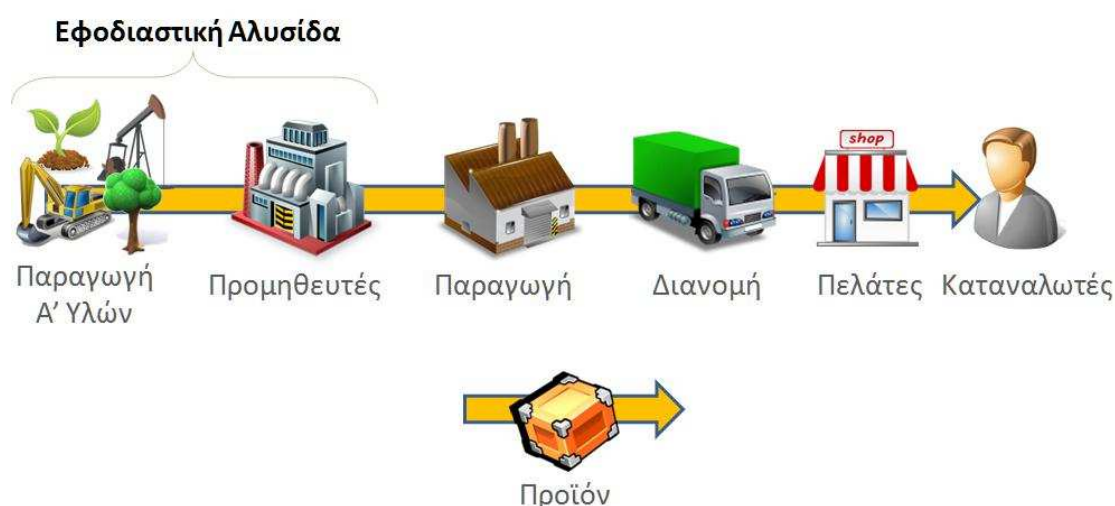 Εφοδιαστική Αλυσίδα
shop
Παραγωγή
Α’ Υλών
Προμηθευτές
Παραγωγή
Διανομή
Πελάτες
Καταναλωτές
Προϊόν